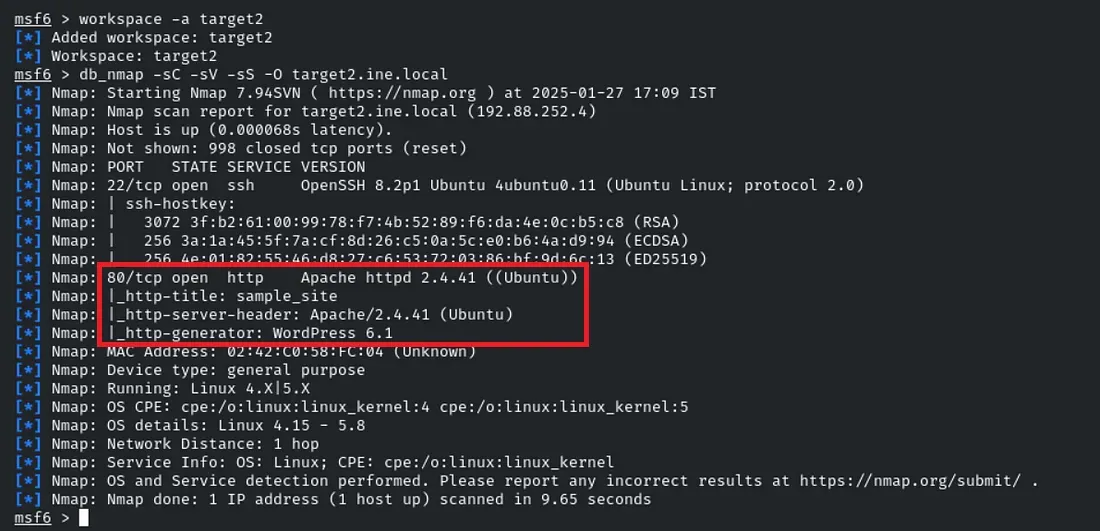 msf6 > workspace -a target2
[*] Added workspace: target2
[*] Workspace: target2
msf6 > db_nmap -sC -sV -sS -O target2.ine.local
[*] Nmap: Starting Nmap 7.94SVN ( https://nmap.org ) at 2025-01-27 17:09 IST
[*] Nmap: Nmap scan report for target2.ine.local (192.88.252.4)
[*] Nmap: Host is up (0.000068s latency).
[*] Nmap: Not shown: 998 closed tcp ports (reset)
[*] Nmap: PORT   STATE SERVICE VERSION
[*] Nmap: 22/tcp open  ssh     OpenSSH 8.2p1 Ubuntu 4ubuntu0.11 (Ubuntu Linux; protocol 2.0)
[*] Nmap: | ssh-hostkey:
[*] Nmap: |   3072 3f:b2:61:00:99:78:f7:4b:52:89:f6:da:4e:0c:b5:c8 (RSA)
[*] Nmap: |   256 3a:1a:45:5f:7a:cf:8d:26:c5:0a:5c:e0:b6:4a:d9:94 (ECDSA)
[*] Nmap: |_  256 4e:01:82:55:46:d8:27:c6:53:72:03:86:bf:9d:6c:13 (ED25519)
[*] Nmap: 80/tcp open  http    Apache httpd 2.4.41 ((Ubuntu))
[*] Nmap: |_http-title: sample_site
[*] Nmap: |_http-server-header: Apache/2.4.41 (Ubuntu)
[*] Nmap: |_http-generator: WordPress 6.1
[*] Nmap: MAC Address: 02:42:C0:58:FC:04 (Unknown)
[*] Nmap: Device type: general purpose
[*] Nmap: Running: Linux 4.X|5.X
[*] Nmap: OS CPE: cpe:/o:linux:linux_kernel:4 cpe:/o:linux:linux_kernel:5
[*] Nmap: OS details: Linux 4.15 - 5.8
[*] Nmap: Network Distance: 1 hop
[*] Nmap: Service Info: OS: Linux; CPE: cpe:/o:linux:linux_kernel
[*] Nmap: OS and Service detection performed. Please report any incorrect results at https://nmap.org/submit/ .
[*] Nmap: Nmap done: 1 IP address (1 host up) scanned in 9.65 seconds
msf6 >